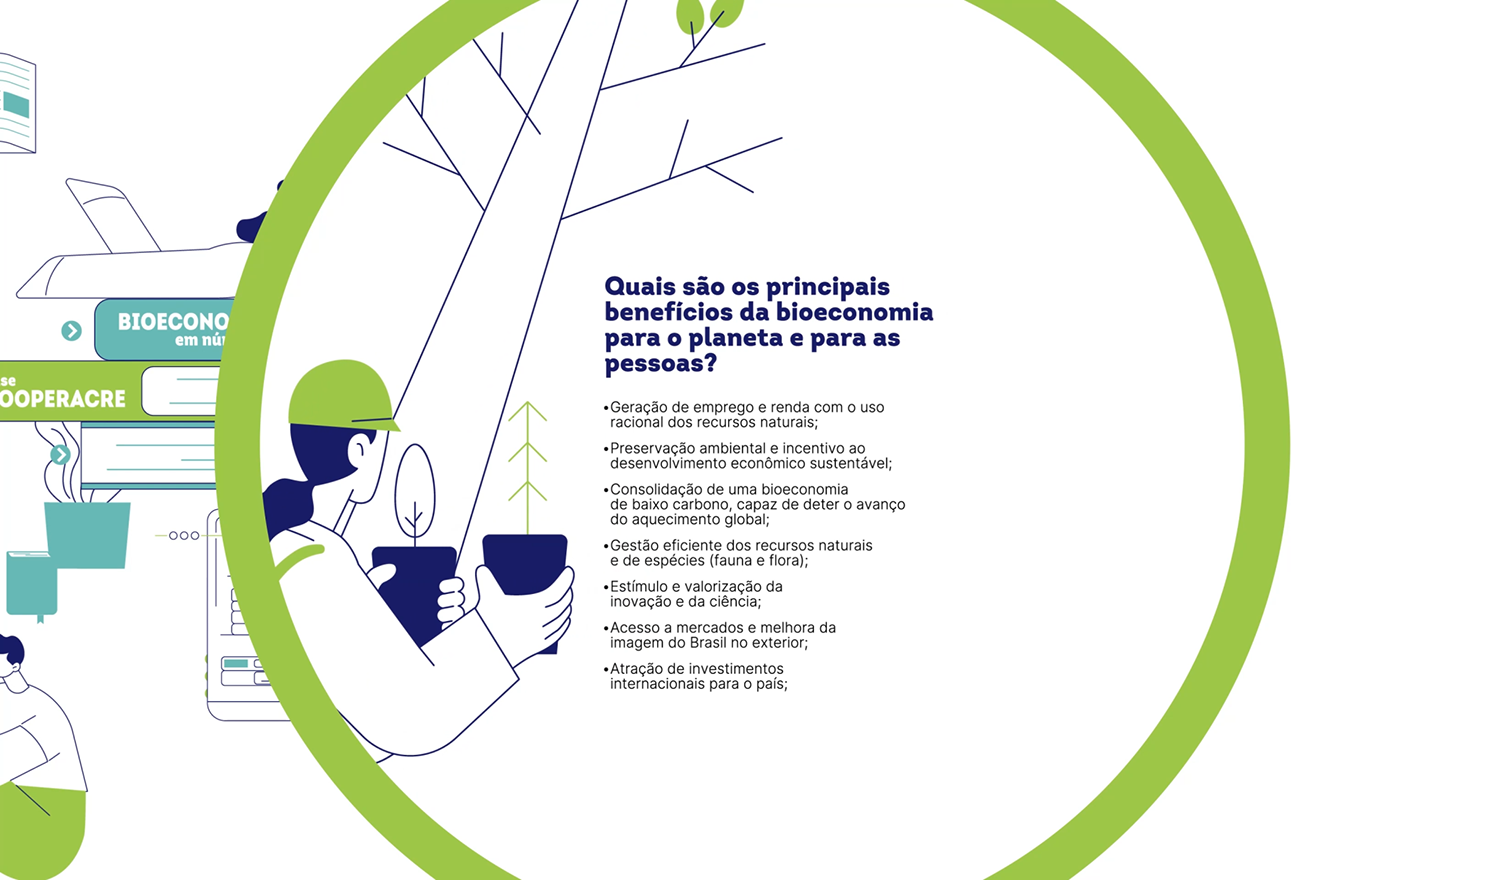 BIOECONO
em nú
se
OOPERACRE
Quais são os principais
benefícios da bioeconomia
para o planeta e para as
pessoas?
•Geração de emprego e renda com o uso
racional dos recursos naturais;
•Preservação ambiental e incentivo ao
desenvolvimento econômico sustentável;
•Consolidação de uma bioeconomia
de baixo carbono, capaz de deter o avanço
do aquecimento global;
•Gestão eficiente dos recursos naturais
e de espécies (fauna e flora);
•Estímulo e valorização da
inovação e da ciência;
•Acesso a mercados e melhora da
imagem do Brasil no exterior;
•Atração de investimentos
internacionais para o país;